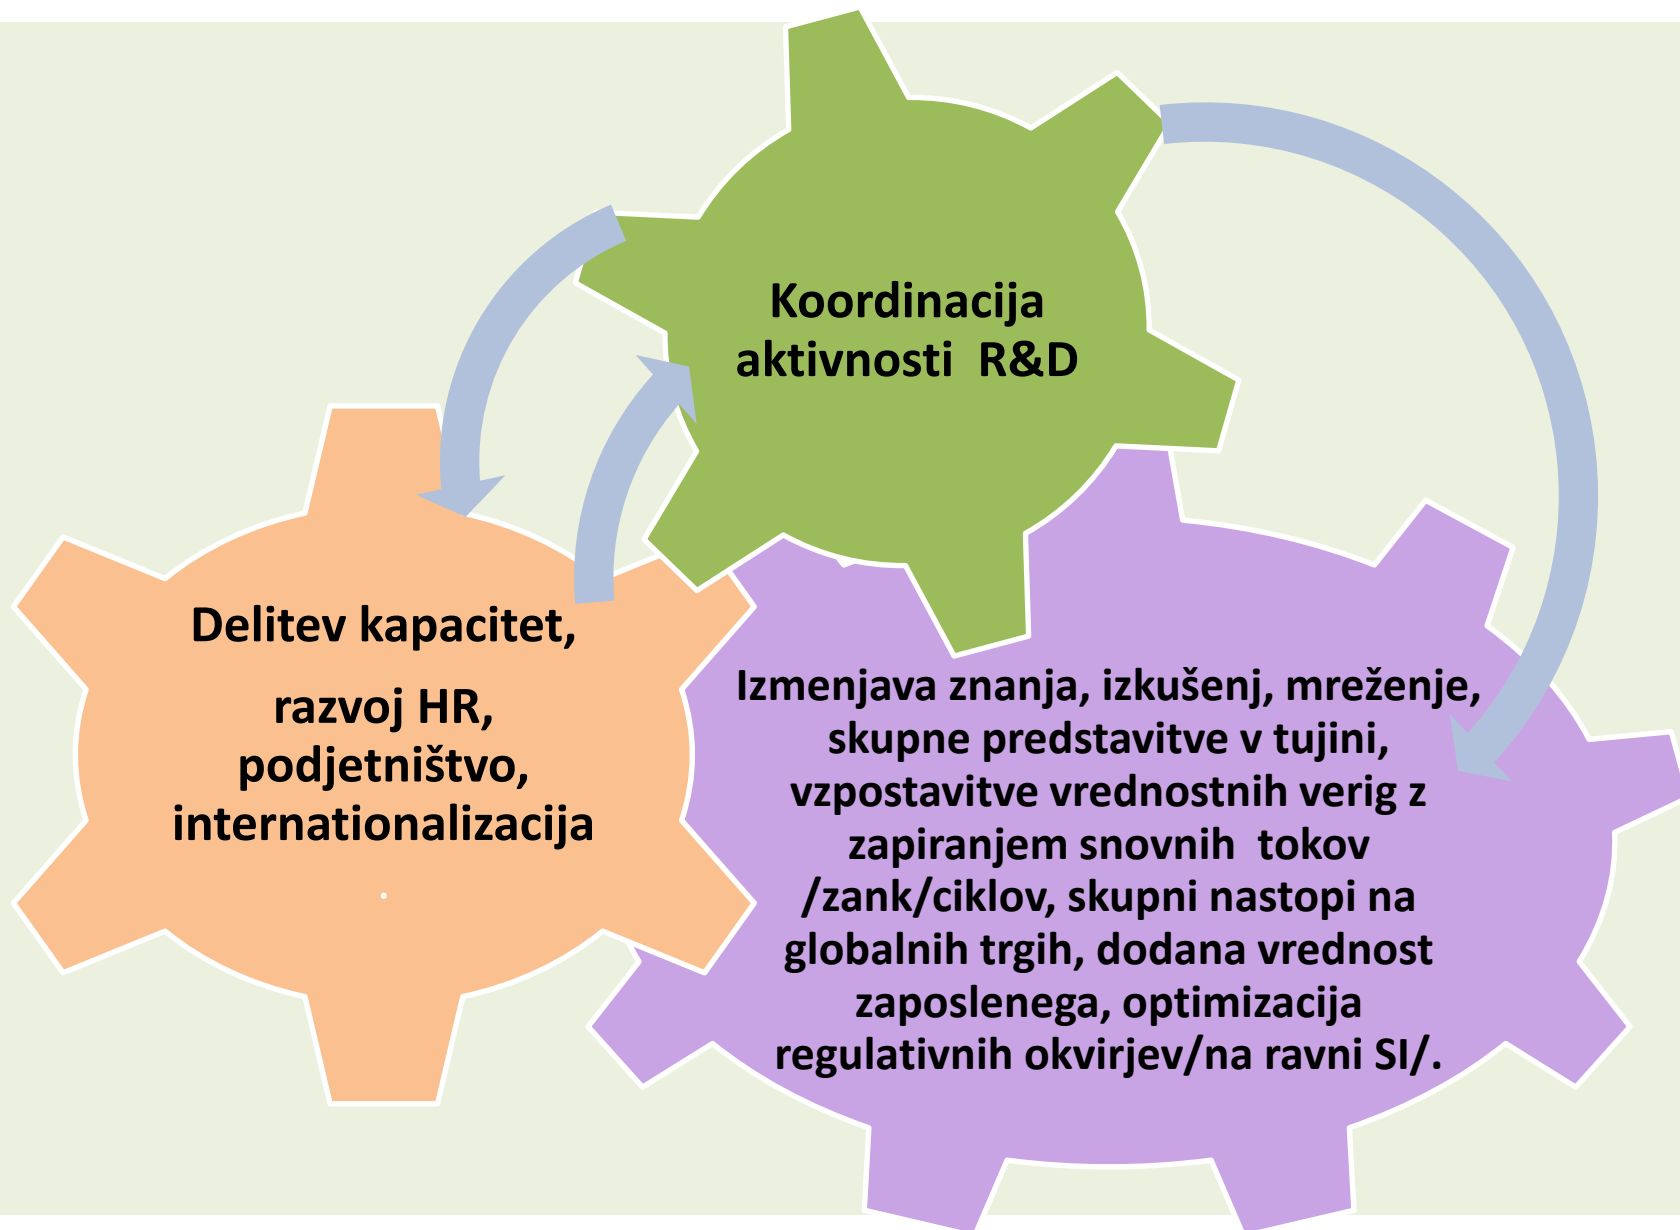 Koordinacija
aktivnosti  R&D
Delitev kapacitet,
razvoj HR,
podjetništvo,
internationalizacija
.
Izmenjava znanja, izkušenj, mreženje,
skupne predstavitve v tujini,
vzpostavitve vrednostnih verig z
zapiranjem snovnih  tokov
/zank/ciklov, skupni nastopi na
globalnih trgih, dodana vrednost
zaposlenega, optimizacija
regulativnih okvirjev/na ravni SI/.